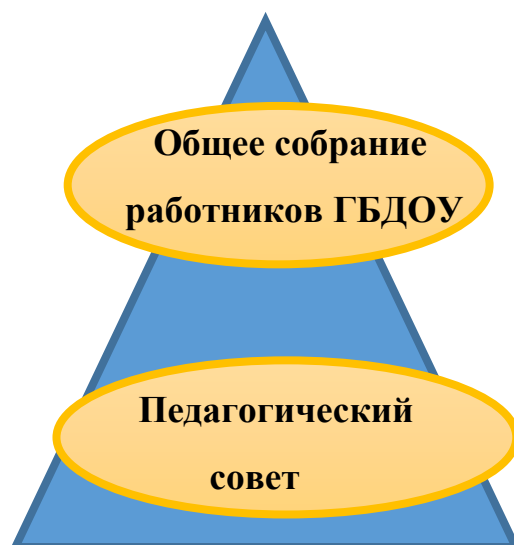 Общее собрание
работников ГБДОУ
Педагогический
совет